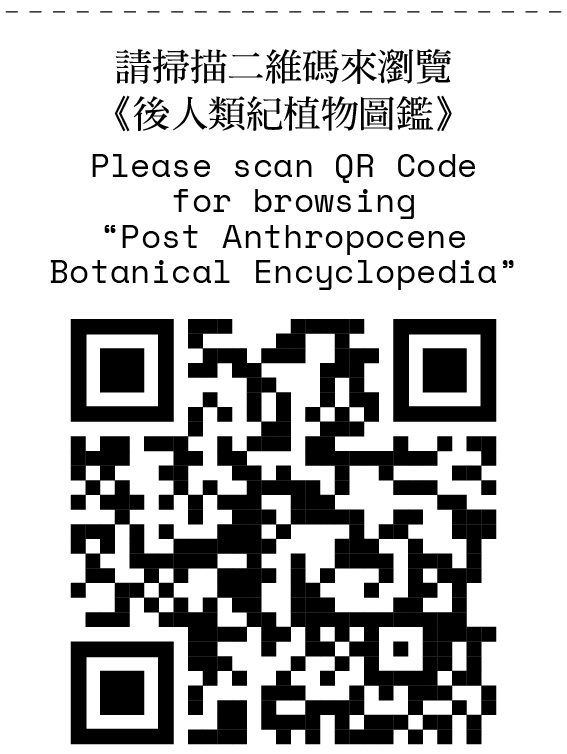 請掃描二維碼來瀏覽
《後人類紀植物圖鑑》
Please scan QR Code
for browsing
“Post Anthropocene
Botanical Encyclopedia”